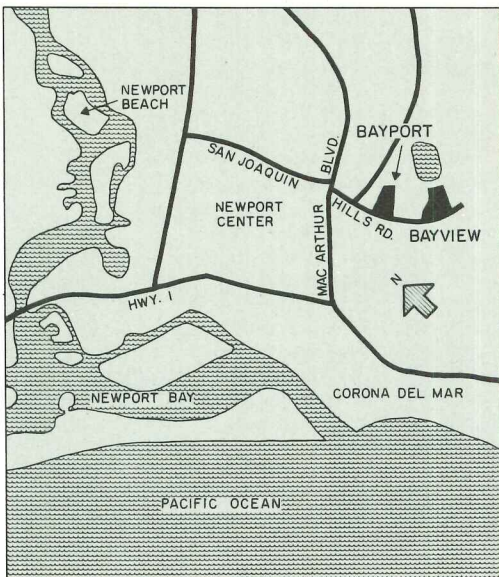 NEWPORT
BEACH
BAYPORT
SAN JOAQUIN
BLVD.
HILLS RD.
NEWPORT
CENTER
MAC ARTHUR
BAYVIEW
N
HWY. 1
NEWPORT BAY
CORONA DEL MAR
PACIFIC OCEAN